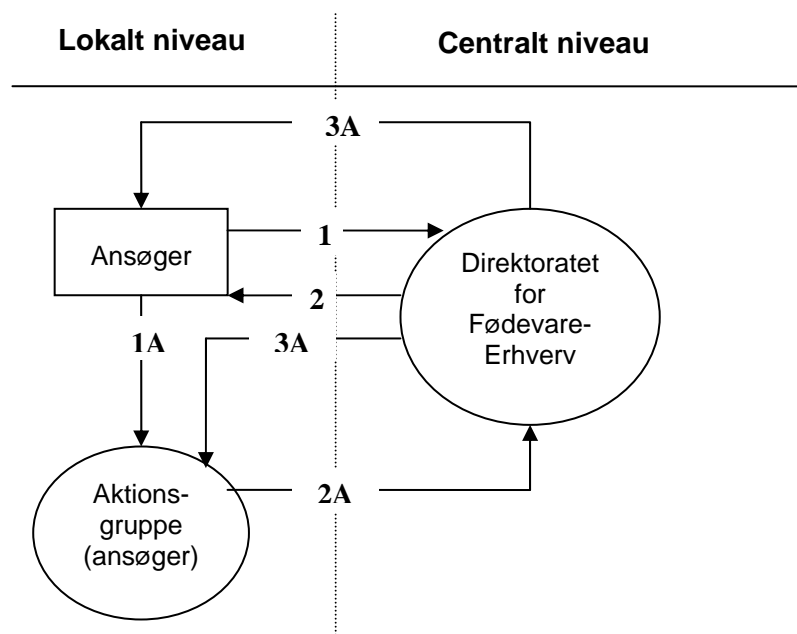 Lokalt niveau
Centralt niveau
3A
Ansøger
1
Direktoratet
for
Fødevare-
Erhverv
2
1A
3A
Aktions-
gruppe
(ansøger)
2A